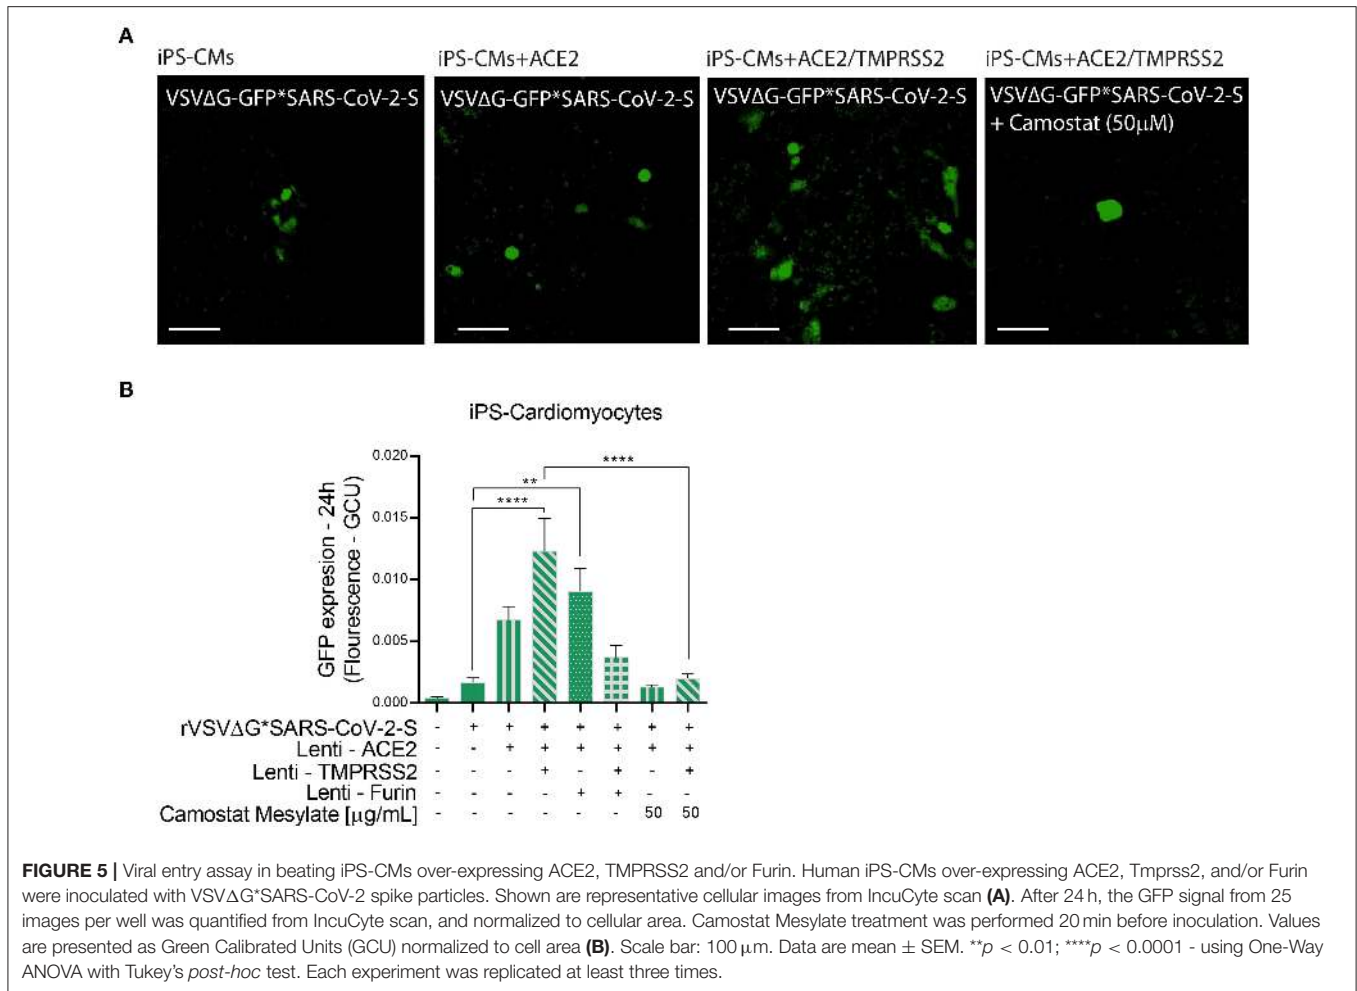 A
iPS-CMs
VSVΔG-GFP*SARS-CoV-2-S
iPS-CMs+ACE2
VSVΔG-GFP*SARS-CoV-2-S
iPS-CMs+ACE2/TMPRSS2
VSVΔG-GFP*SARS-CoV-2-S
iPS-CMs+ACE2/TMPRSS2
VSVΔG-GFP*SARS-CoV-2-S
+ Camostat (50μM)
B
iPS-Cardiomyocytes
GFP expresion - 24h
(Flourescence - GCU)
0.020
0.015
0.010
0.005
0.000
****
**
****
rVSVΔG*SARS-CoV-2-S - + + + + + + +
Lenti - ACE2 - - + + + + + +
Lenti - TMPRSS2 - - - + - + - +
Lenti - Furin - - - - + + - -
Camostat Mesylate [μg/mL] - - - - - - 50 50
FIGURE 5 | Viral entry assay in beating iPS-CMs over-expressing ACE2, TMPRSS2 and/or Furin. Human iPS-CMs over-expressing ACE2, Tmprss2, and/or Furin
were inoculated with VSVΔG*SARS-CoV-2 spike particles. Shown are representative cellular images from IncuCyte scan (A). After 24 h, the GFP signal from 25
images per well was quantified from IncuCyte scan, and normalized to cellular area. Camostat Mesylate treatment was performed 20 min before inoculation. Values
are presented as Green Calibrated Units (GCU) normalized to cell area (B). Scale bar: 100 μm. Data are mean ± SEM. **p < 0.01; ****p < 0.0001 - using One-Way
ANOVA with Tukey's post-hoc test. Each experiment was replicated at least three times.